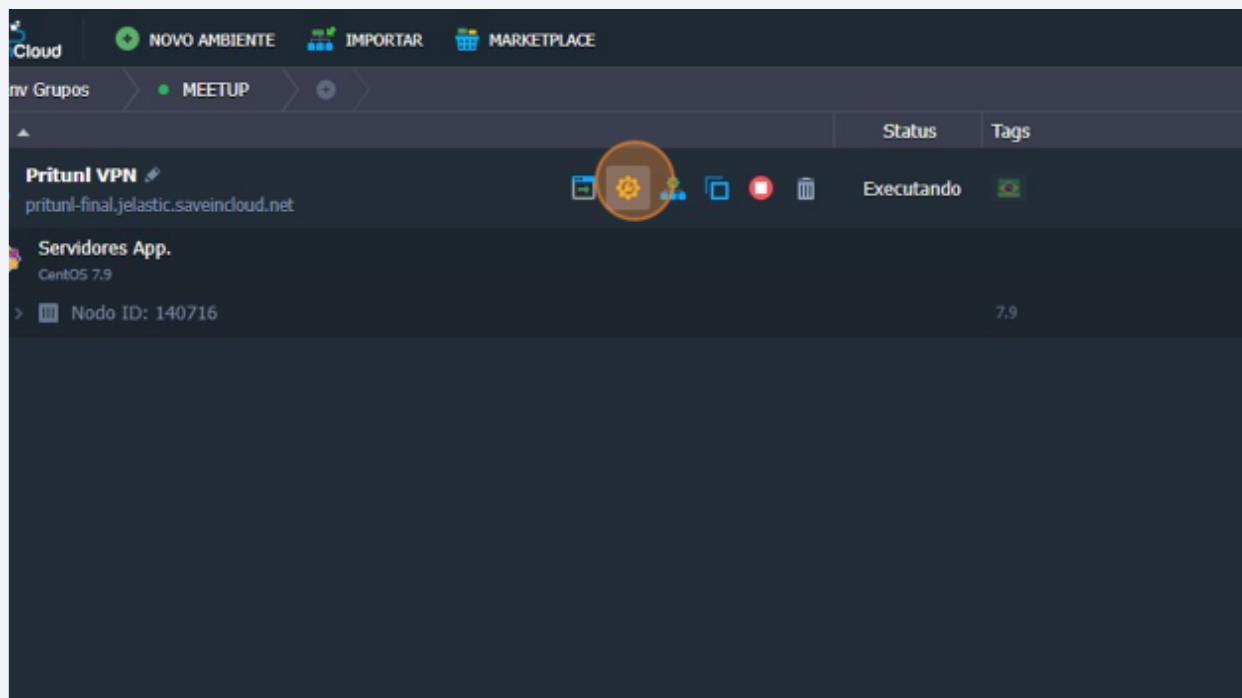 Cloud
NOVO AMBIENTE IMPORTAR MARKETPLACE
nv Grupos MEETUP
Status Tags
Pritunl VPN
pritunl-final.jelastic.saveincloud.net
Executando
Servidores App.
CentOS 7.9
Nodo ID: 140716 7.9